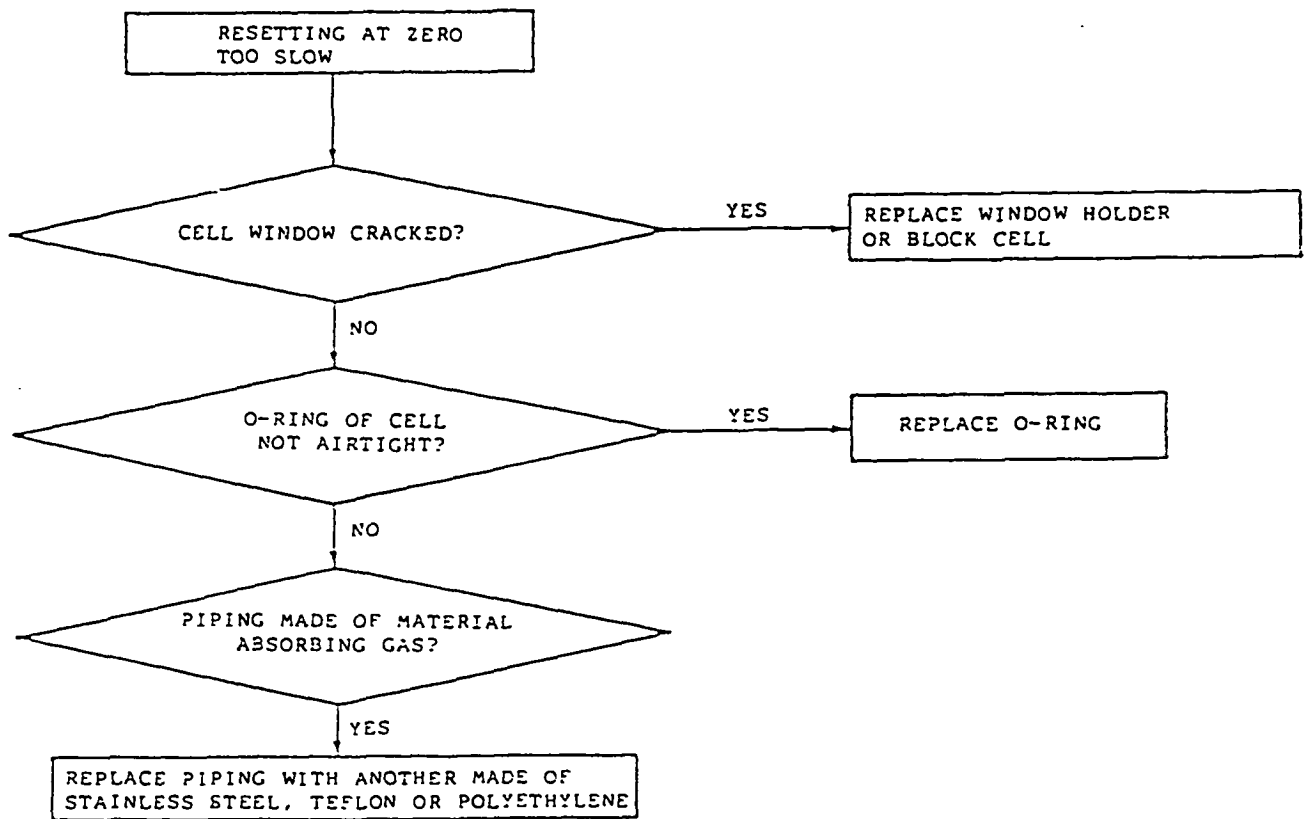 RESETTING AT ZERO
TOO SLOW
CELL WINDOW CRACKED?
YES
REPLACE WINDOW HOLDER
OR BLOCK CELL
NO
O-RING OF CELL
NOT AIRTIGHT?
YES
REPLACE O-RING
NO
PIPING MADE OF MATERIAL
ABSORBING GAS?
YES
REPLACE PIPING WITH ANOTHER MADE OF
STAINLESS STEEL, TEFLON OR POLYETHYLENE